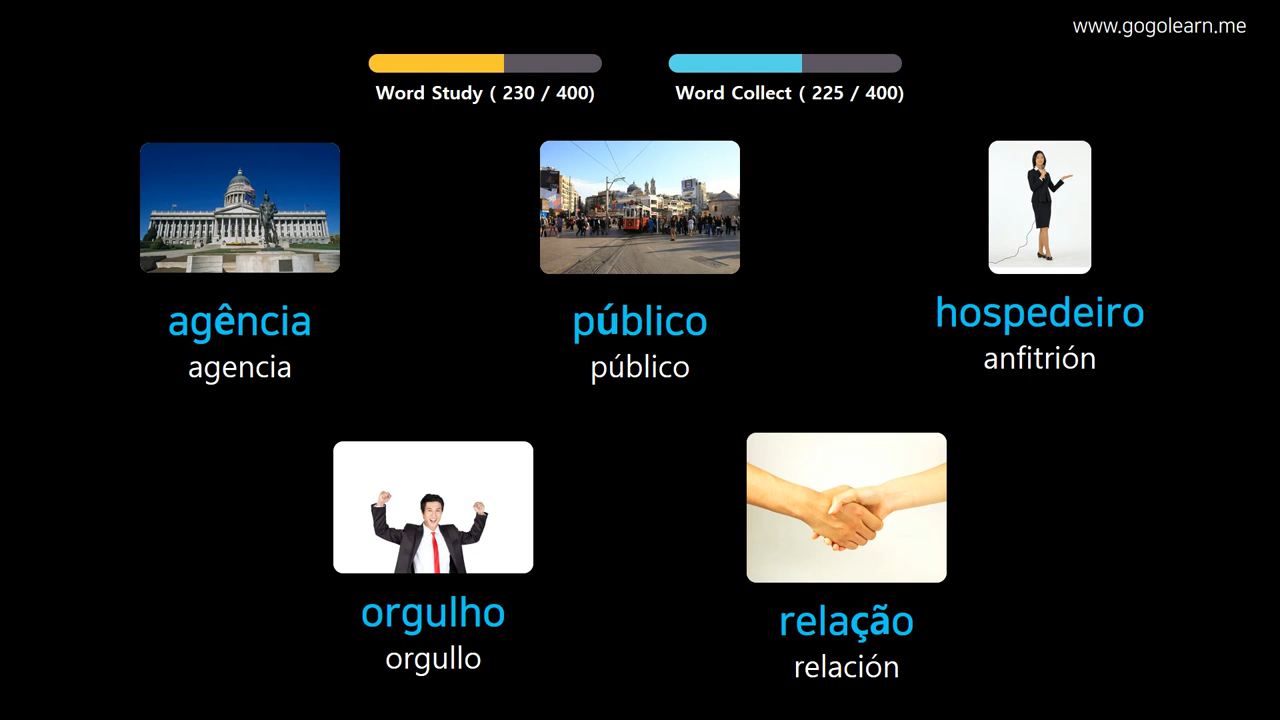 www.gogolearn.me
Word Study ( 230 / 400)
Word Collect ( 225 / 400)
agência
agencia
público
público
hospedeiro
anfitrión
orgulho
orgullo
relação
relación